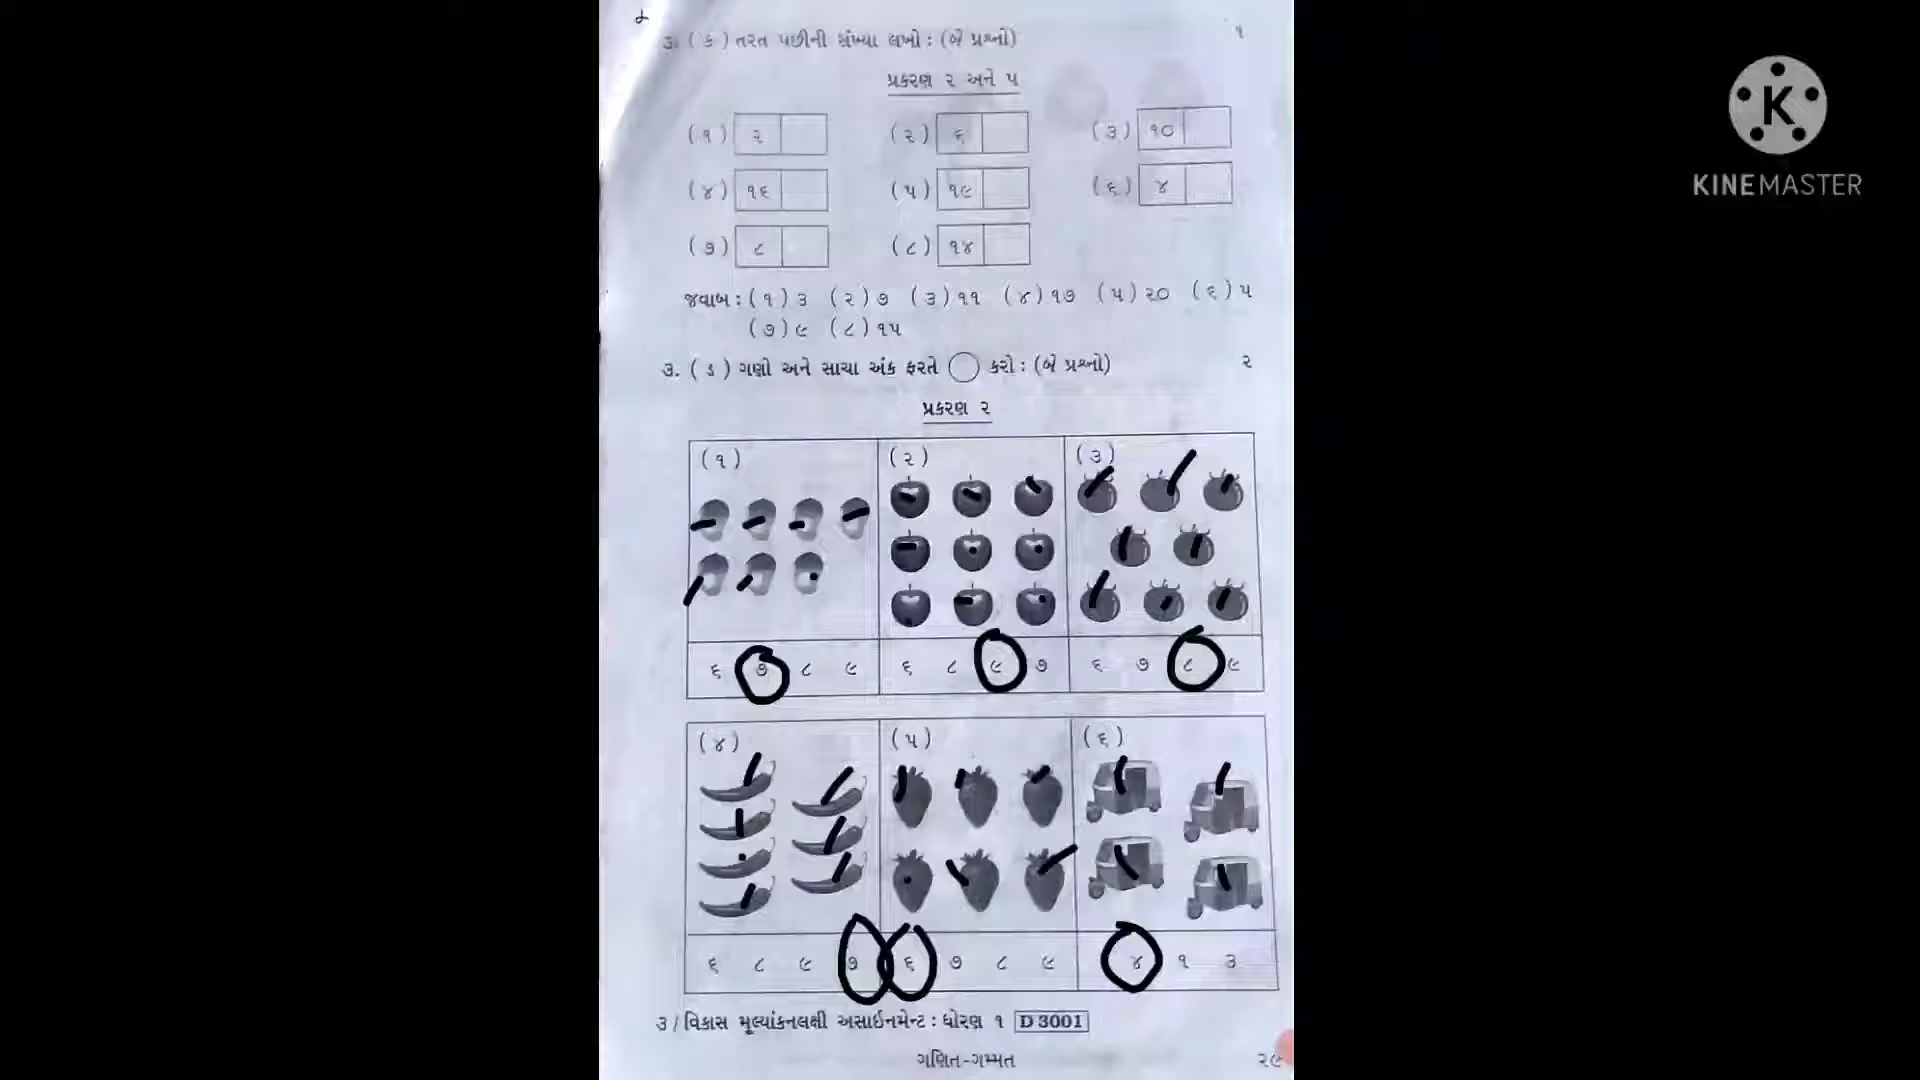 ૩. ( ક ) તરત પછીની સંખ્યા લખો : (બે પ્રશ્નો) ૧
પ્રકરણ ૨ અને ૫
( ૧ ) ૨ ( ૨ ) ૬ ( ૩ ) ૧૦
( ૪ ) ૧૬ ( ૫ ) ૧૯ ( ૬ ) ૪
( ૭ ) ૮ ( ૮ ) ૧૪
જવાબ : ( ૧ ) ૩ ( ૨ ) ૭ ( ૩ ) ૧૧ ( ૪ ) ૧૭ ( ૫ ) ૨૦ ( ૬ ) ૫
( ૭ ) ૯ ( ૮ ) ૧૫
૩. ( ડ ) ગણો અને સાચા અંક ફરતે કરો : (બે પ્રશ્નો) ૨
પ્રકરણ ૨
( ૧ ) ( ૨ ) ( ૩ )
૬ ૭ ૮ ૯ ૬ ૮ ૯ ૭ ૬ ૭ ૮ ૯
( ૪ ) ( ૫ ) ( ૬ )
૬ ૮ ૯ ૭ ૬ ૭ ૮ ૯ ૪ ૧ ૩
૩ / વિકાસ મૂલ્યાંકનલક્ષી અસાઇનમેન્ટ : ધોરણ ૧ D 3001
ગણિત-ગમ્મત ૨૯
K
KINEMASTER